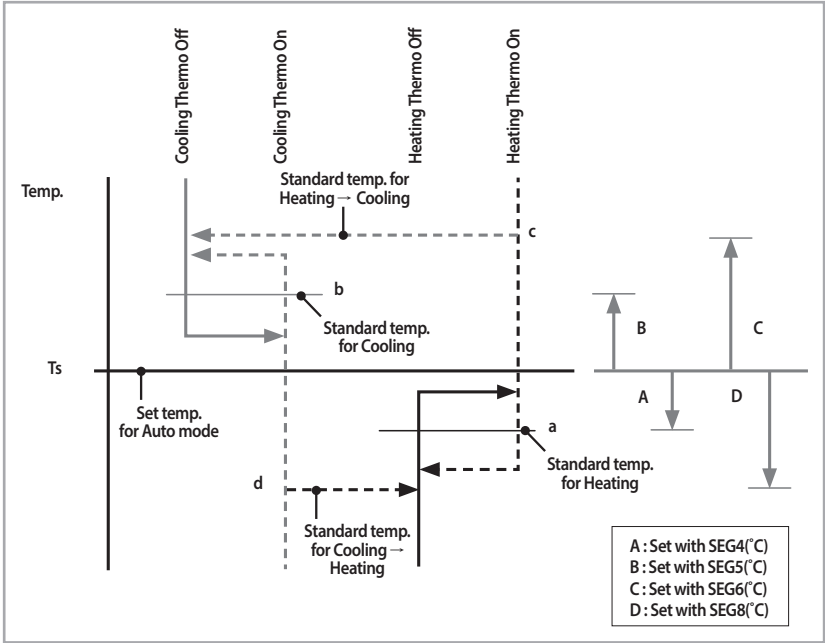 Cooling Thermo Off
Cooling Thermo On
Heating Thermo Off
Heating Thermo On
Temp.
Standard temp. for
Heating → Cooling
c
b
Standard temp.
for Cooling
B
C
Ts
A
D
Set temp.
for Auto mode
a
Standard temp.
for Heating
d
Standard temp.
for Cooling →
Heating
A : Set with SEG4(˚C)
B : Set with SEG5(˚C)
C : Set with SEG6(˚C)
D : Set with SEG8(˚C)